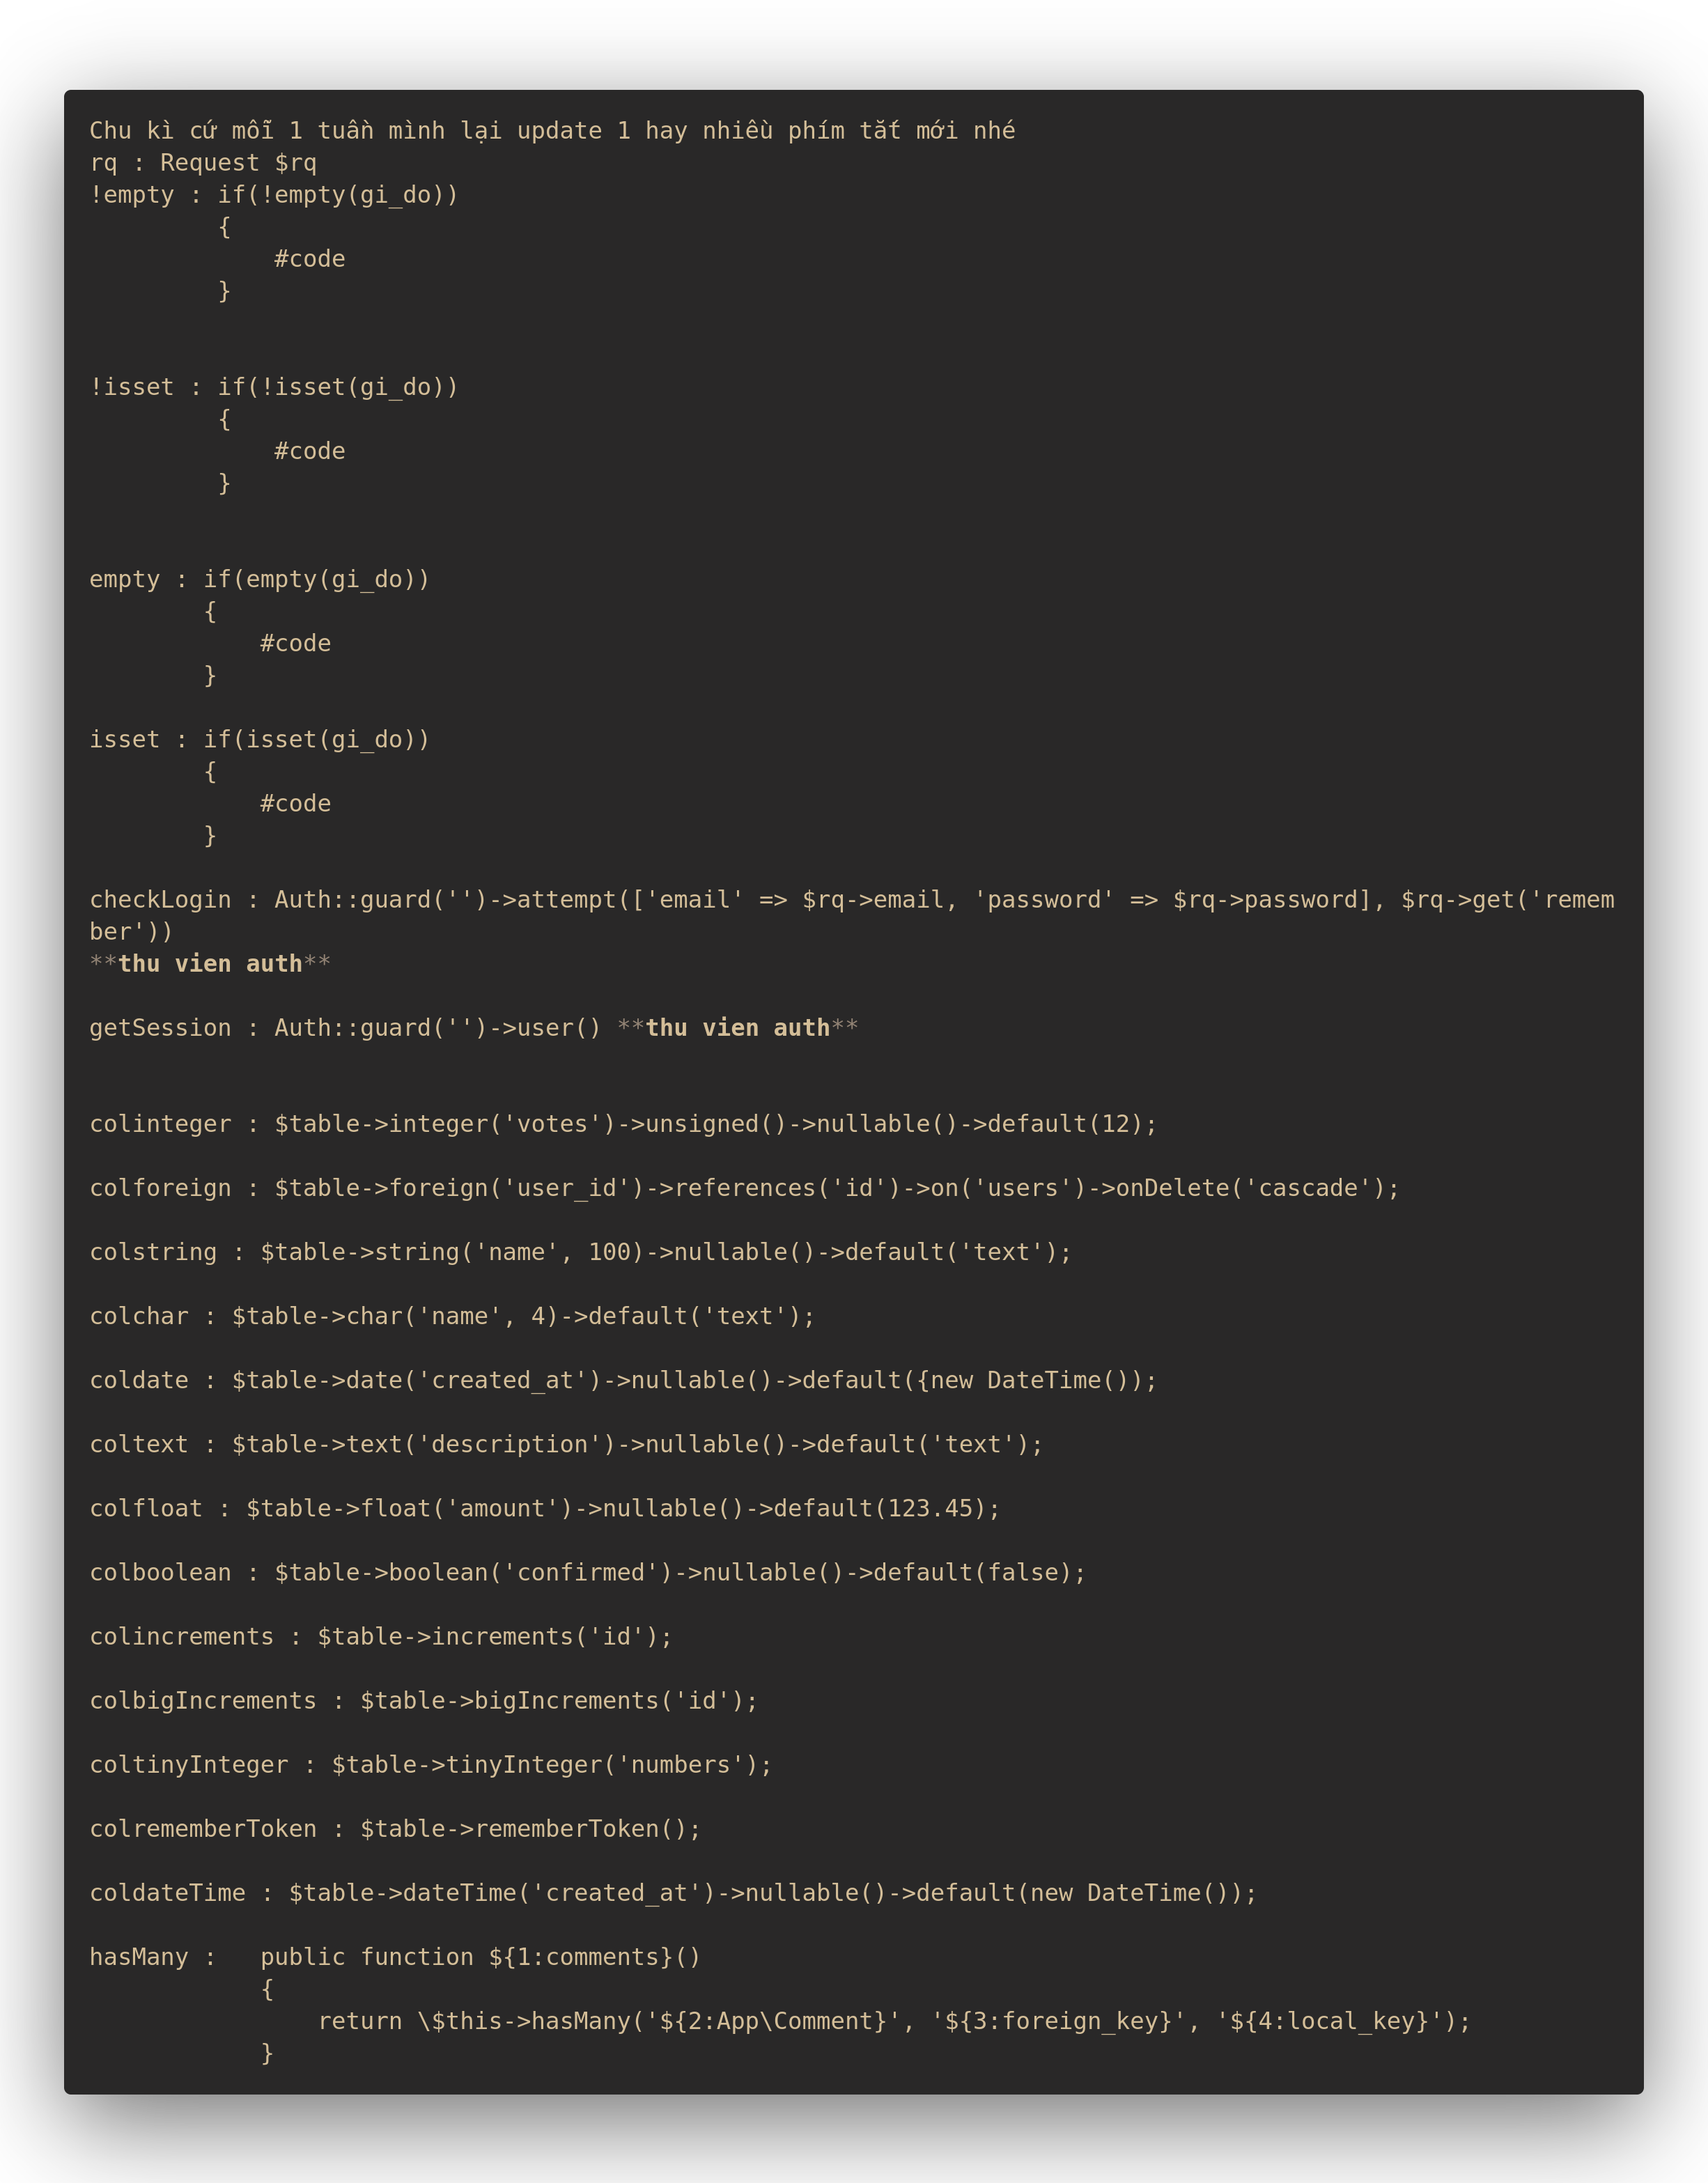 Chu kì cứ mỗi 1 tuần mình lại update 1 hay nhiều phím tắt mới nhé
rq : Request $rq
!empty : if(!empty(gi_do))
         {
             #code
         }
!isset : if(!isset(gi_do))
         {
             #code
         }
empty : if(empty(gi_do))
        {
            #code
        }
isset : if(isset(gi_do))
        {
            #code
        }
checkLogin : Auth::guard('')->attempt(['email' => $rq->email, 'password' => $rq->password], $rq->get('remem
ber'))
**thu vien auth**
getSession : Auth::guard('')->user() **thu vien auth**
colinteger : $table->integer('votes')->unsigned()->nullable()->default(12);
colforeign : $table->foreign('user_id')->references('id')->on('users')->onDelete('cascade');
colstring : $table->string('name', 100)->nullable()->default('text');
colchar : $table->char('name', 4)->default('text');
coldate : $table->date('created_at')->nullable()->default({new DateTime());
coltext : $table->text('description')->nullable()->default('text');
colfloat : $table->float('amount')->nullable()->default(123.45);
colboolean : $table->boolean('confirmed')->nullable()->default(false);
colincrements : $table->increments('id');
colbigIncrements : $table->bigIncrements('id');
coltinyInteger : $table->tinyInteger('numbers');
colrememberToken : $table->rememberToken();
coldateTime : $table->dateTime('created_at')->nullable()->default(new DateTime());
hasMany :   public function ${1:comments}()
            {
                return \$this->hasMany('${2:App\Comment}', '${3:foreign_key}', '${4:local_key}');
            }